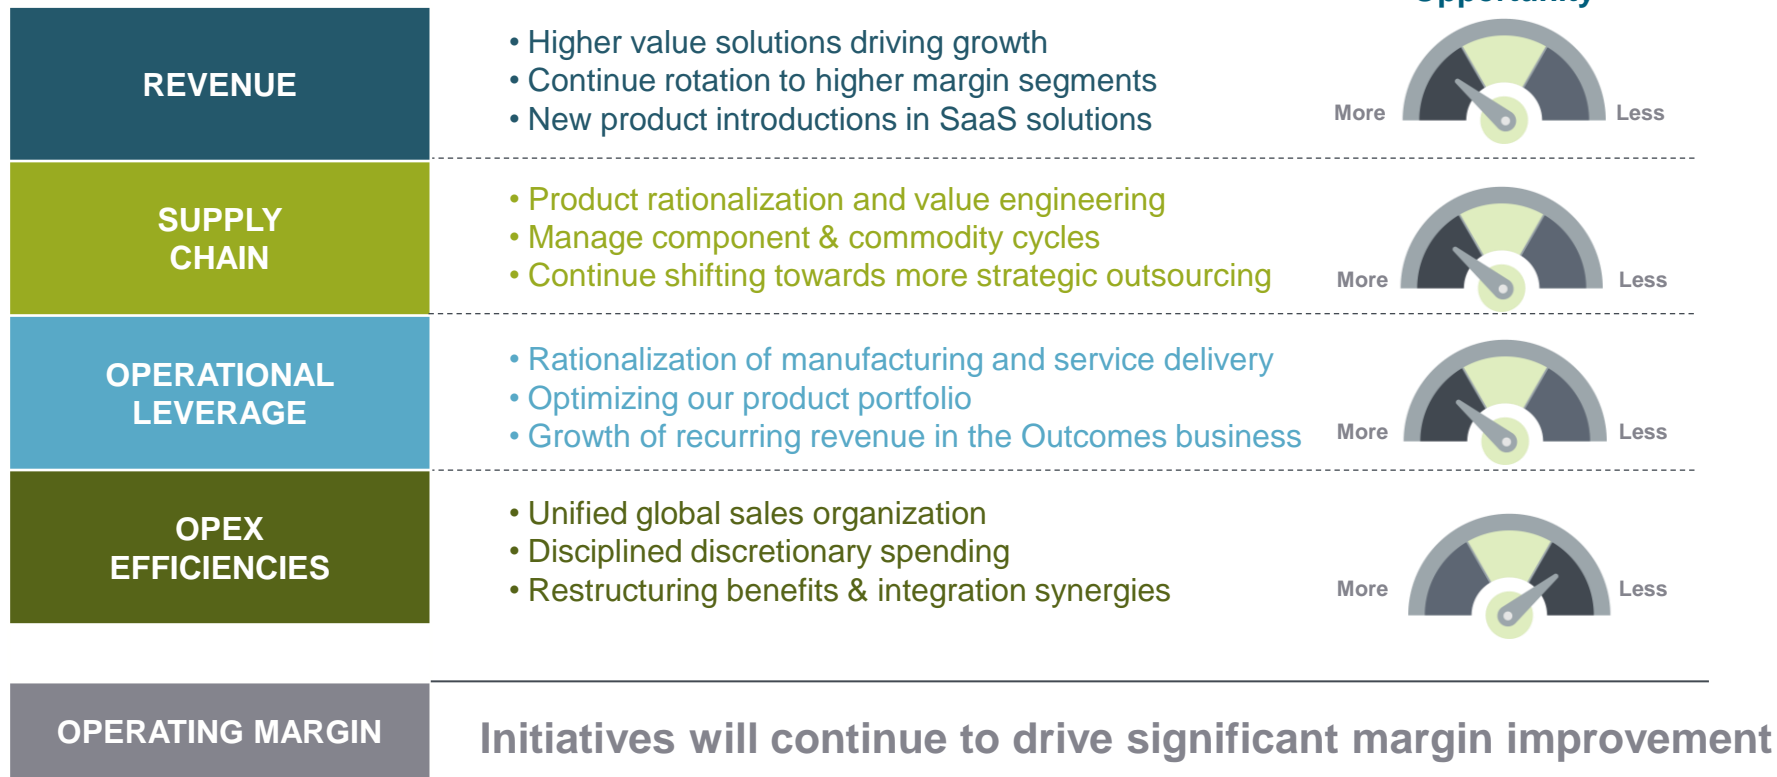 Opportunity
REVENUE
• Higher value solutions driving growth
• Continue rotation to higher margin segments
• New product introductions in SaaS solutions
More
Less
SUPPLY
CHAIN
• Product rationalization and value engineering
• Manage component & commodity cycles
• Continue shifting towards more strategic outsourcing
More
Less
OPERATIONAL
LEVERAGE
• Rationalization of manufacturing and service delivery
• Optimizing our product portfolio
• Growth of recurring revenue in the Outcomes business
More
Less
OPEX
EFFICIENCIES
• Unified global sales organization
• Disciplined discretionary spending
• Restructuring benefits & integration synergies
More
Less
OPERATING MARGIN
Initiatives will continue to drive significant margin improvement